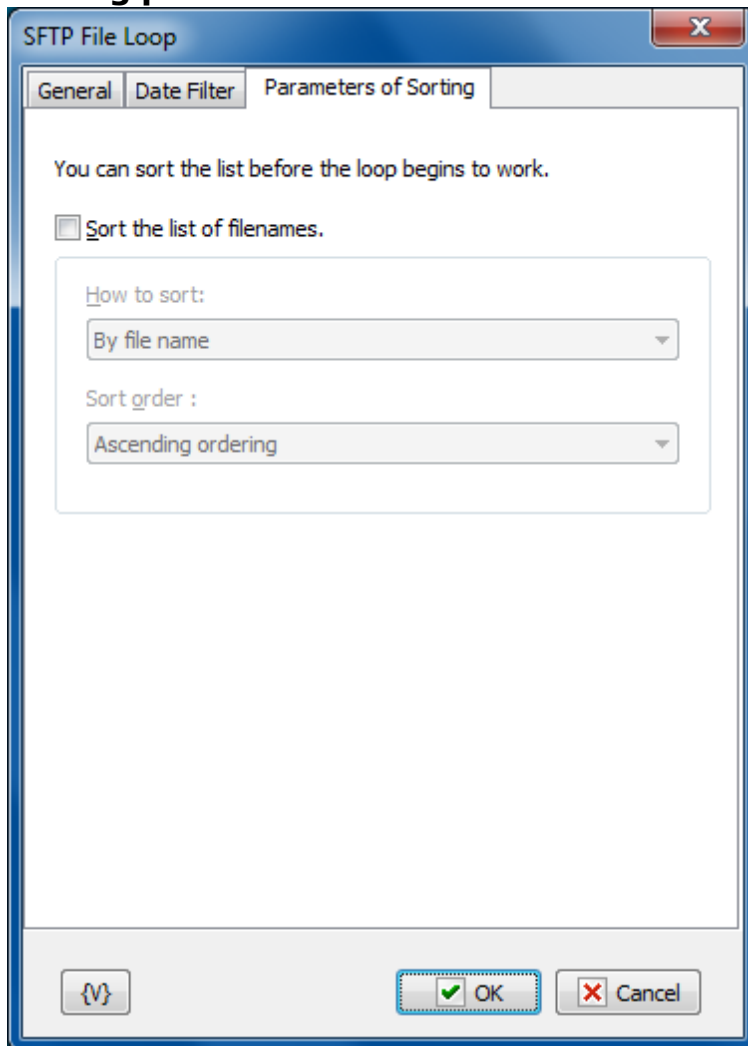 SFTP File Loop
General Date Filter Parameters of Sorting
You can sort the list before the loop begins to work.
Sort the list of filenames.
How to sort:
By file name
Sort order :
Ascending ordering
{V} OK Cancel